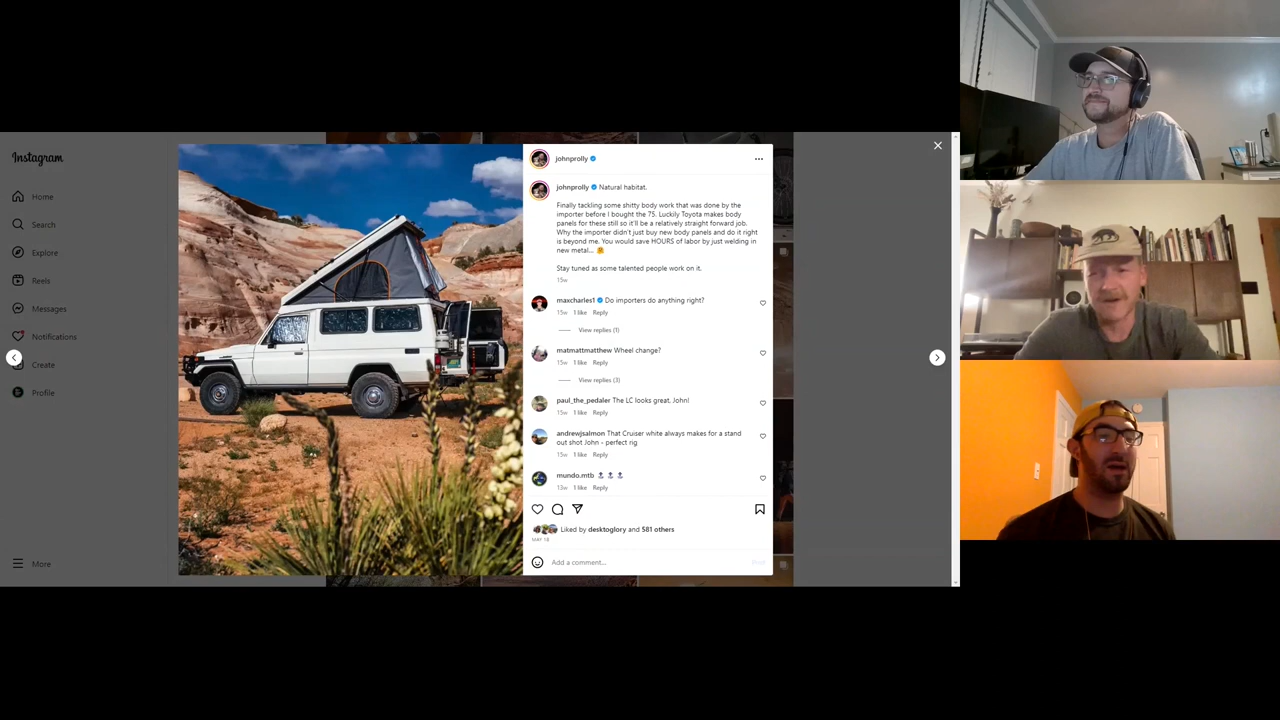 Instagram
Home
Search
Explore
Reels
Messages
Notifications
Create
Profile
More
johnprolly
johnprolly Natural habitat.
Finally tackling some shitty body work that was done by the
importer before I bought the 75. Luckily Toyota makes body
panels for these still so it'll be a relatively straight forward job.
Why the importer didn't just buy new body panels and do it right
is beyond me. You would save HOURS of labor by just welding in
new metal... 🤗
Stay tuned as some talented people work on it.
15w
maxcharles1 Do importers do anything right?
15w 1 like Reply
View replies (1)
matmattmatthew Wheel change?
15w 1 like Reply
View replies (3)
paul_the_pedaler The LC looks great, John!
15w 1 like Reply
andrewjsalmon That Cruiser white always makes for a stand
out shot John - perfect rig
15w 1 like Reply
mundo.mtb
13w 1 like Reply
Liked by desktoglory and 581 others
MAY 18
Add a comment...
Post